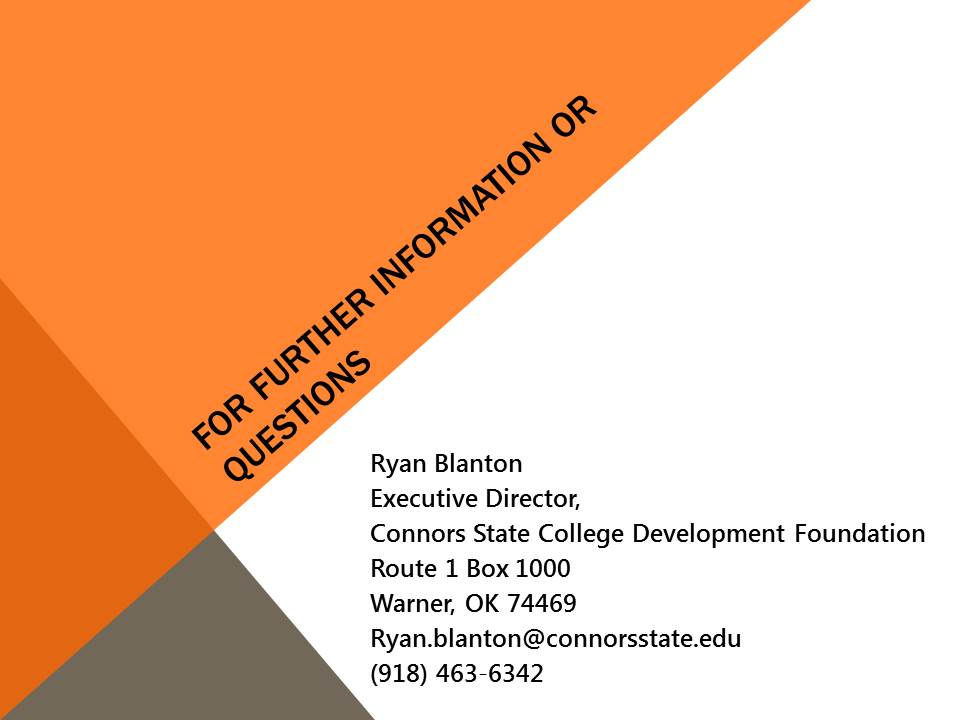 FOR FURTHER INFORMATION OR
QUESTIONS
Ryan Blanton
Executive Director,
Connors State College Development Foundation
Route 1 Box 1000
Warner, OK 74469
Ryan.blanton@connorsstate.edu
(918) 463-6342